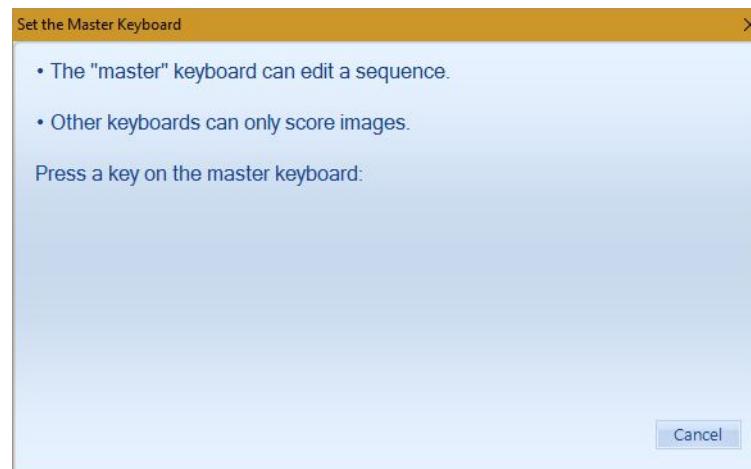 Set the Master Keyboard
• The "master" keyboard can edit a sequence.
• Other keyboards can only score images.
Press a key on the master keyboard:
Cancel